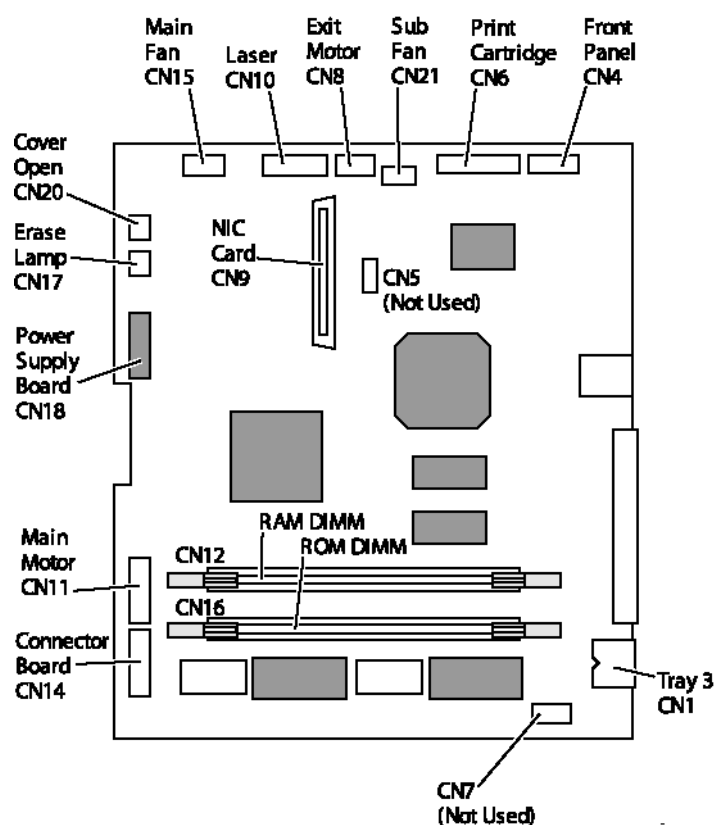 Main
Fan
CN15
Laser
CN10
Exit
Motor
CN8
Sub
Fan
CN21
Print
Cartridge
CN6
Front
Panel
CN4
Cover
Open
CN20
Erase
Lamp
CN17
NIC
Card
CN9
CN5
(Not Used)
Power
Supply
Board
CN18
RAM DIMM
ROM DIMM
Main
Motor
CN11
CN12
CN16
Connector
Board
CN14
Tray 3
CN1
CN7
(Not Used)